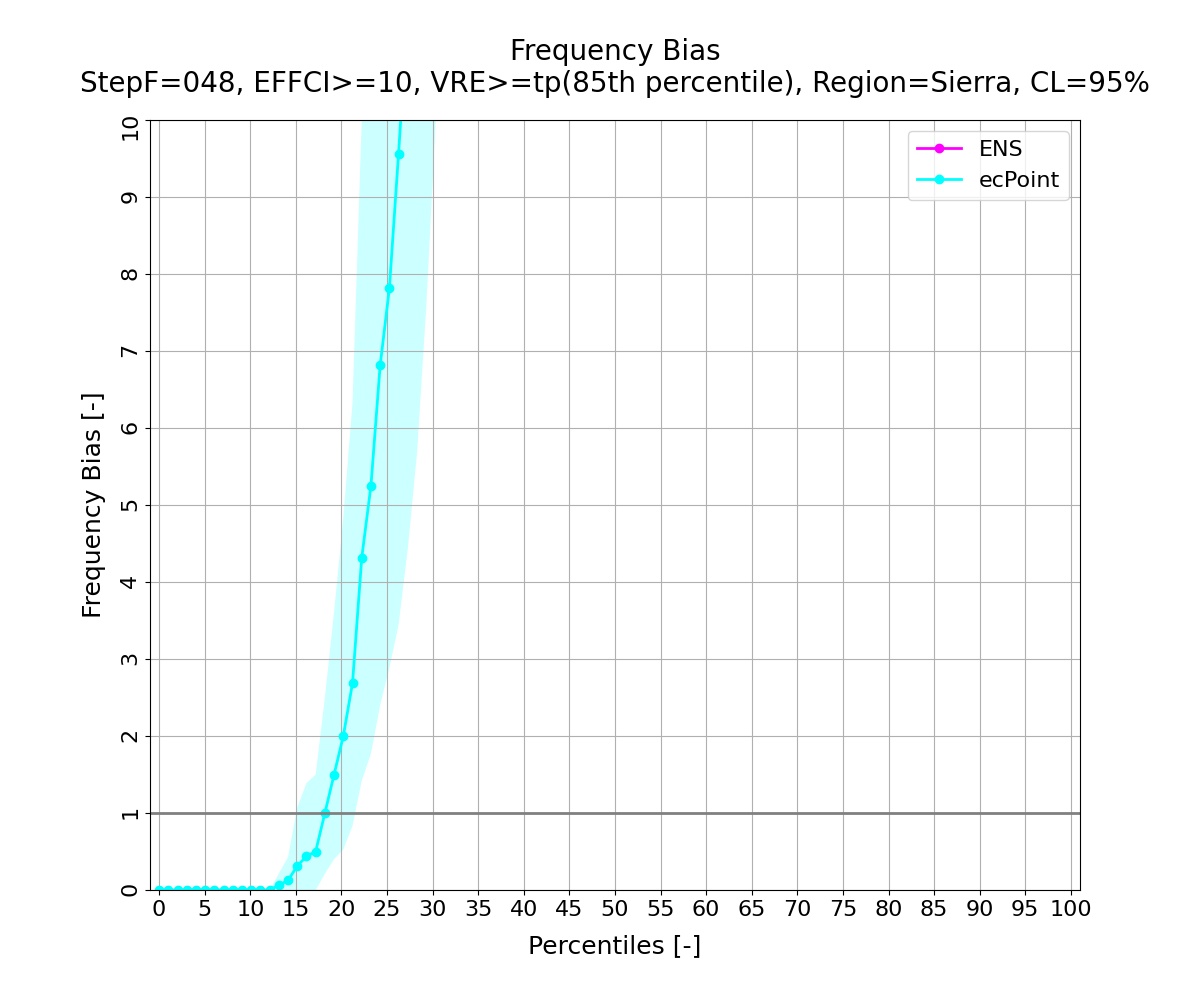 Frequency Bias
StepF=048, EFFCI>=10, VRE>=tp(85th percentile), Region=Sierra, CL=95%
ENS
ecPoint
Frequency Bias [-]
10
9
8
7
6
5
4
3
2
1
0
0 5 10 15 20 25 30 35 40 45 50 55 60 65 70 75 80 85 90 95 100
Percentiles [-]